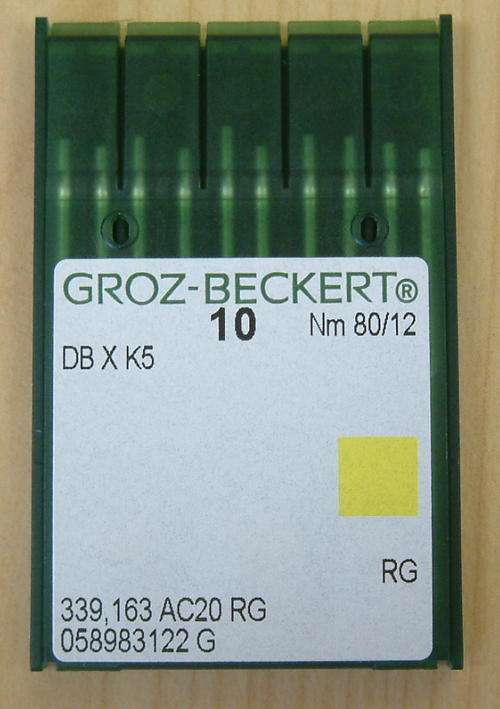 GROZ-BECKERT®
10 Nm 80/12
DB X K5
RG
339,163 AC20 RG
058983122 G